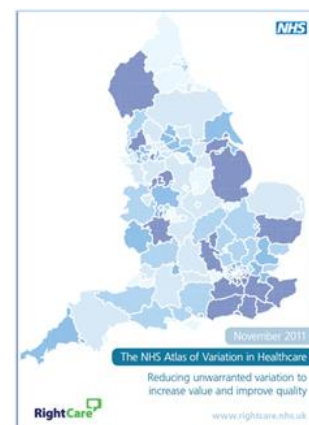 NHS
November 2011
The NHS Atlas of Variation in Healthcare
Reducing unwarranted variation to
increase value and improve quality
RightCare
www.rightcare.nhs.uk